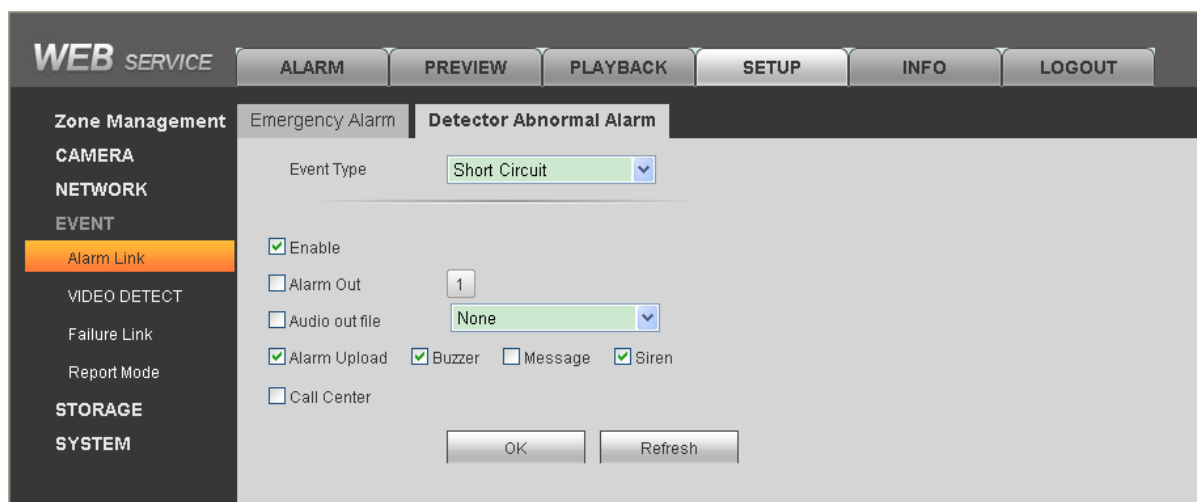 WEB SERVICE
ALARM PREVIEW PLAYBACK SETUP INFO LOGOUT
Zone Management
CAMERA
NETWORK
EVENT
Alarm Link
VIDEO DETECT
Failure Link
Report Mode
STORAGE
SYSTEM
Emergency Alarm Detector Abnormal Alarm
Event Type Short Circuit
Enable
Alarm Out 1
Audio out file None
Alarm Upload Buzzer Message Siren
Call Center
OK Refresh